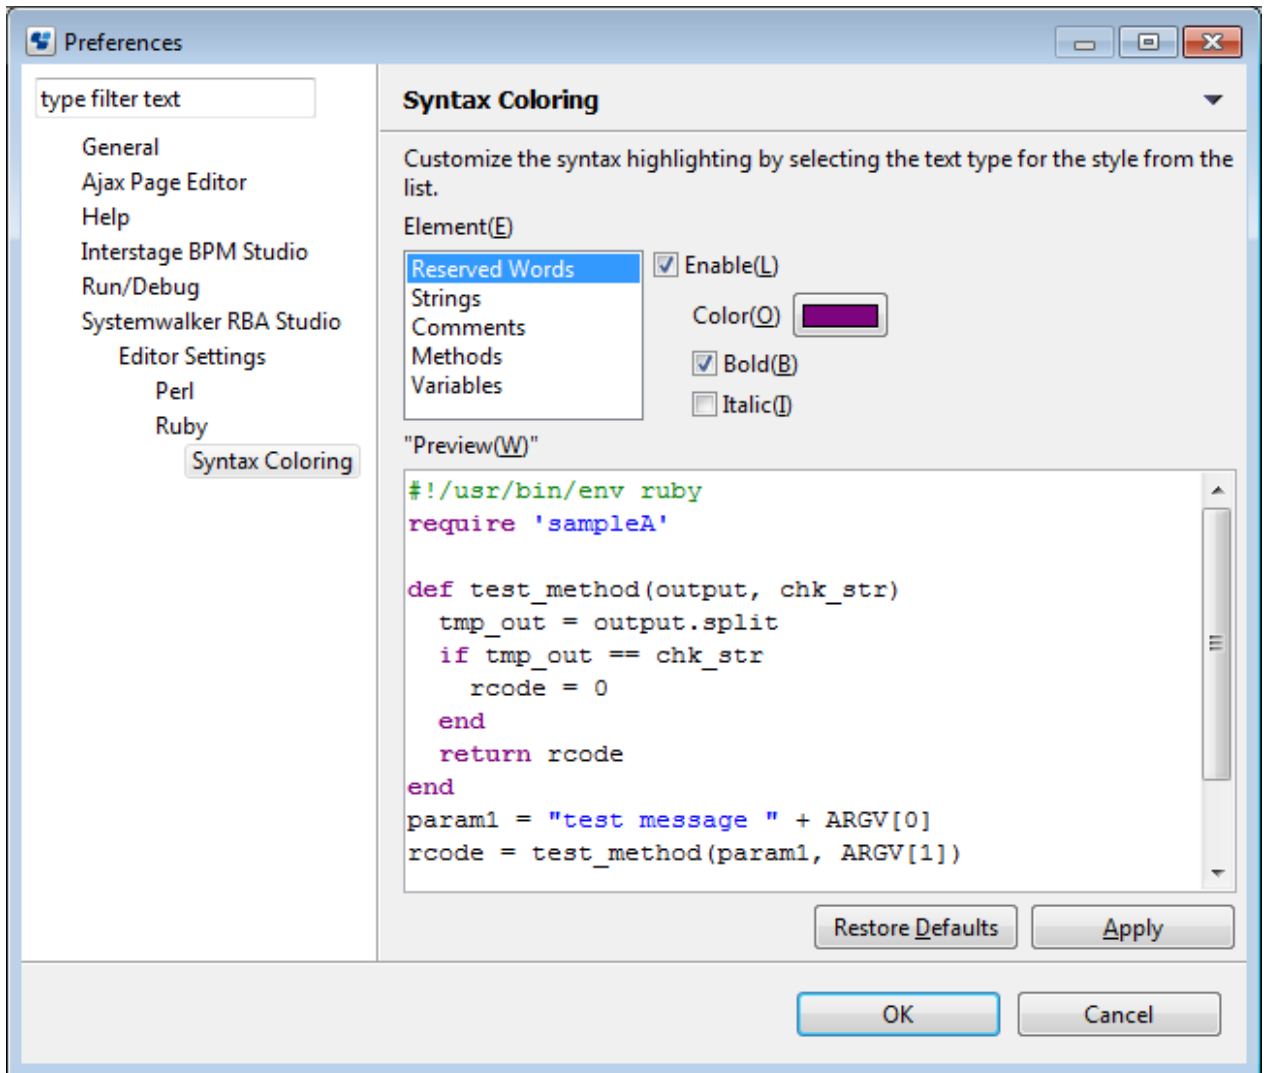 Preferences
type filter text
General
Ajax Page Editor
Help
Interstage BPM Studio
Run/Debug
Systemwalker RBA Studio
Editor Settings
Perl
Ruby
Syntax Coloring
Syntax Coloring
Customize the syntax highlighting by selecting the text type for the style from the
list.
Element(E)
Reserved Words
Strings
Comments
Methods
Variables
Enable(L)
Color(O)
Bold(B)
Italic(I)
"Preview(W)"
#!/usr/bin/env ruby
require 'sampleA'
def test_method(output, chk_str)
  tmp_out = output.split
  if tmp_out == chk_str
    rcode = 0
  end
  return rcode
end
param1 = "test message " + ARGV[0]
rcode = test_method(param1, ARGV[1])
Restore Defaults
Apply
OK
Cancel